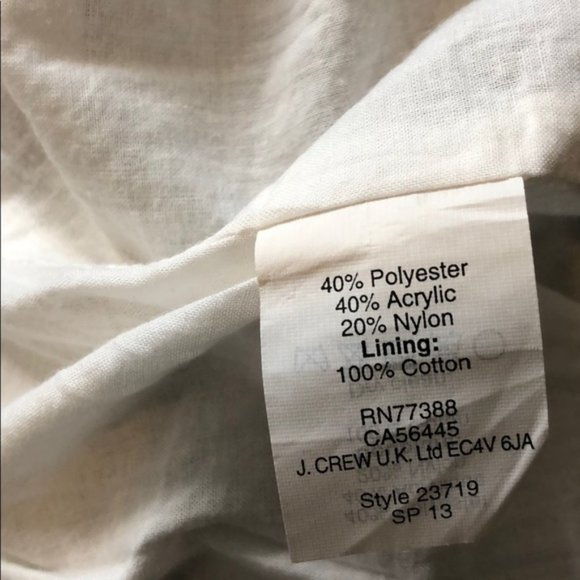 40% Polyester
40% Acrylic
20% Nylon
Lining:
100% Cotton
RN77388
CA56445
J. CREW U.K. Ltd EC4V 6JA
Style 23719
SP 13